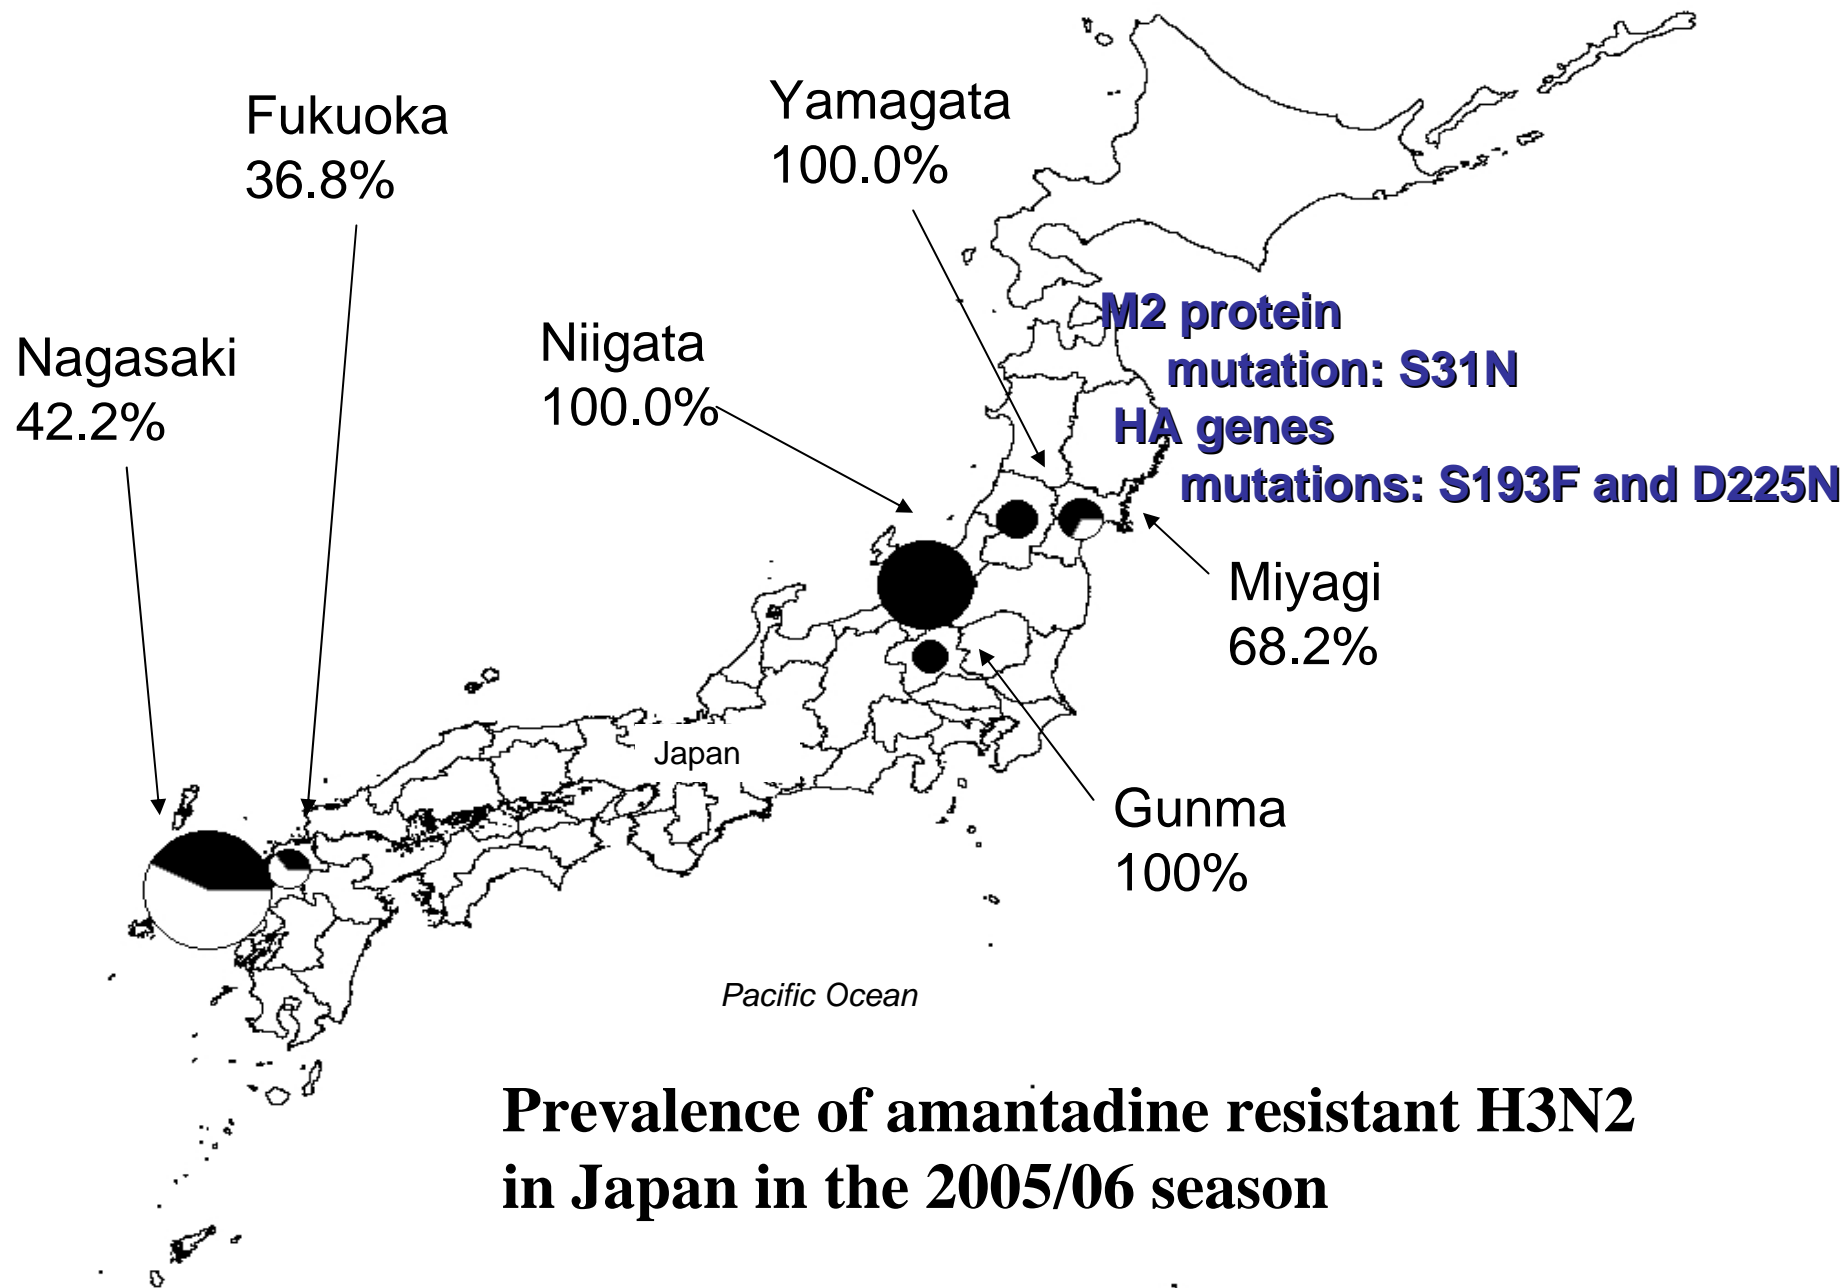 Fukuoka
36.8%
Yamagata
100.0%
Nagasaki
42.2%
Niigata
100.0%
M2 protein
mutation: S31N
HA genes
mutations: S193F and D225N
Miyagi
68.2%
Japan
Gunma
100%
Pacific Ocean
Prevalence of amantadine resistant H3N2
in Japan in the 2005/06 season